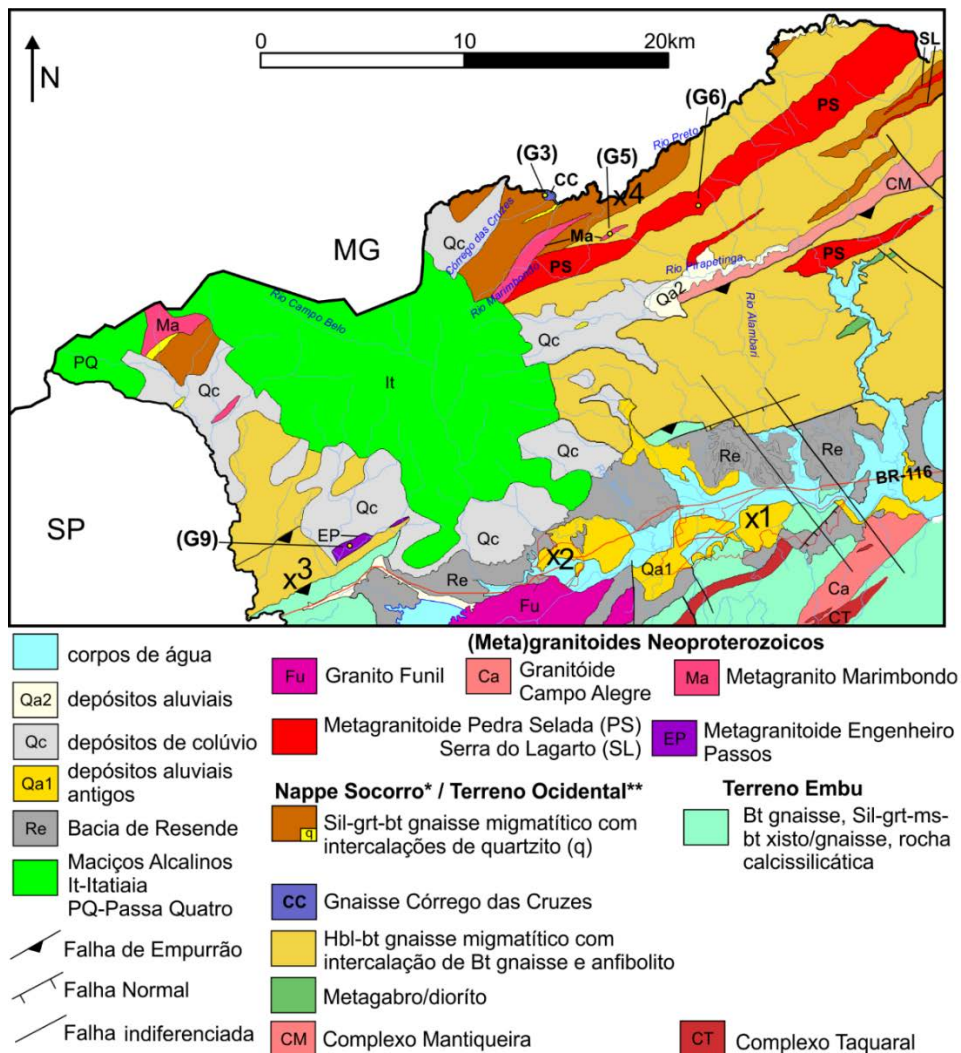 0 10 20km
N
SL
PS
(G6)
Rio Preto
(G3)
CC
(G5)
x4
CM
MG
Qc
Córrego das Cruzes
Ma
PS
Rio Pirapetinga
PS
Rio Marimbondo
Qa2
Rio Campo Belo
Ma
Qc
Rio Alambari
PQ
It
Qc
Re
Re
Qc
BR-116
SP
Qc
EP
Qc
(G9)
x1
x3
Re
x2
Qa1
Fu
Ca
CT
corpos de água
Qa2 depósitos aluviais
Qc depósitos de colúvio
Qa1 depósitos aluviais
antigos
Re Bacia de Resende
Maciços Alcalinos
It-Itatiaia
PQ-Passa Quatro
Falha de Empurrão
Falha Normal
Falha indiferenciada
(Meta)granitoides Neoproterozoicos
Fu Granito Funil
Ca Granitóide
Campo Alegre
Ma Metagranito Marimbondo
Metagranitoide Pedra Selada (PS)
Serra do Lagarto (SL)
EP Metagranitoide Engenheiro
Passos
Nappe Socorro* / Terreno Ocidental**
q Sil-grt-bt gnaisse migmatítico com
intercalações de quartzito (q)
CC Gnaisse Córrego das Cruzes
Hbl-bt gnaisse migmatítico com
intercalação de Bt gnaisse e anfibolito
Metagabro/dioríto
CM Complexo Mantiqueira
Terreno Embu
Bt gnaisse, Sil-grt-ms-
bt xisto/gnaisse, rocha
calcissilicática
CT Complexo Taquaral